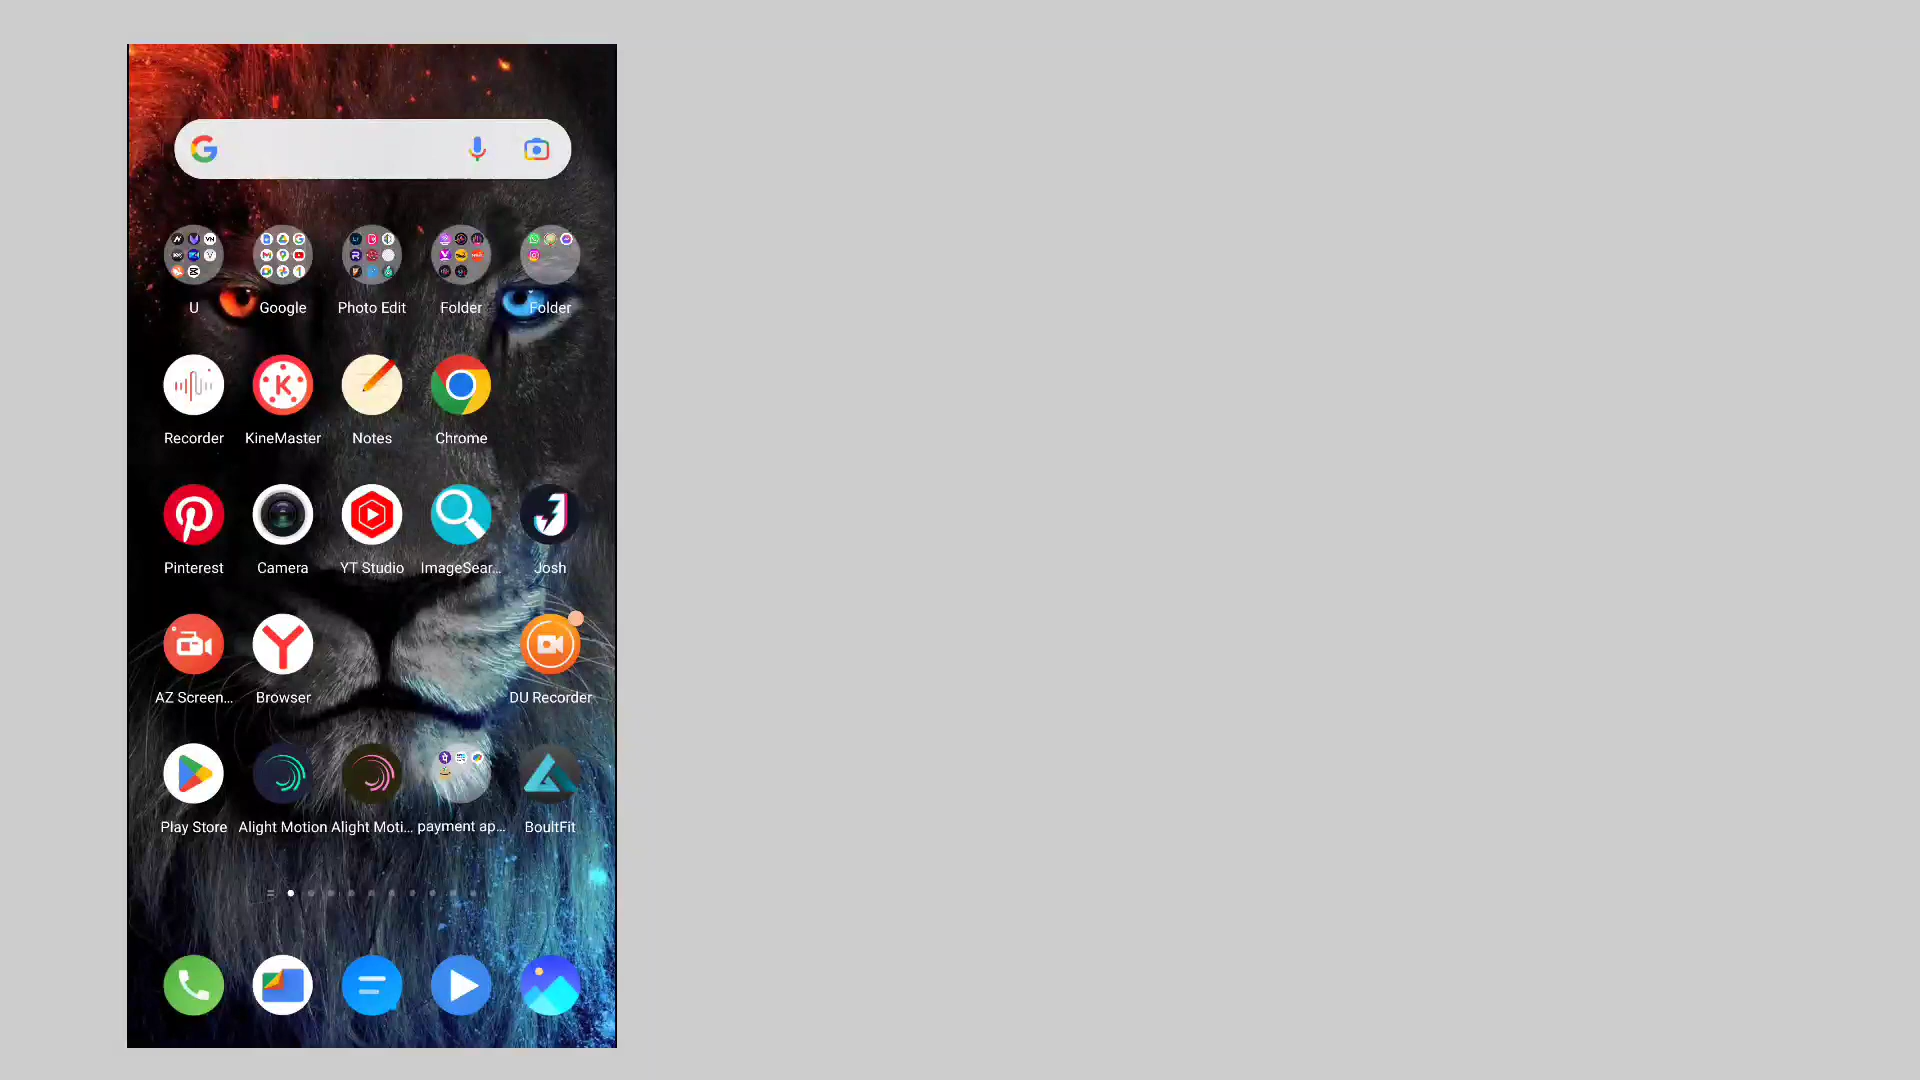 U Google Photo Edit Folder Folder
Recorder KineMaster Notes Chrome
Pinterest Camera YT Studio ImageSear... Josh
AZ Screen... Browser DU Recorder
Play Store Alight Motion Alight Moti... payment ap... BoultFit